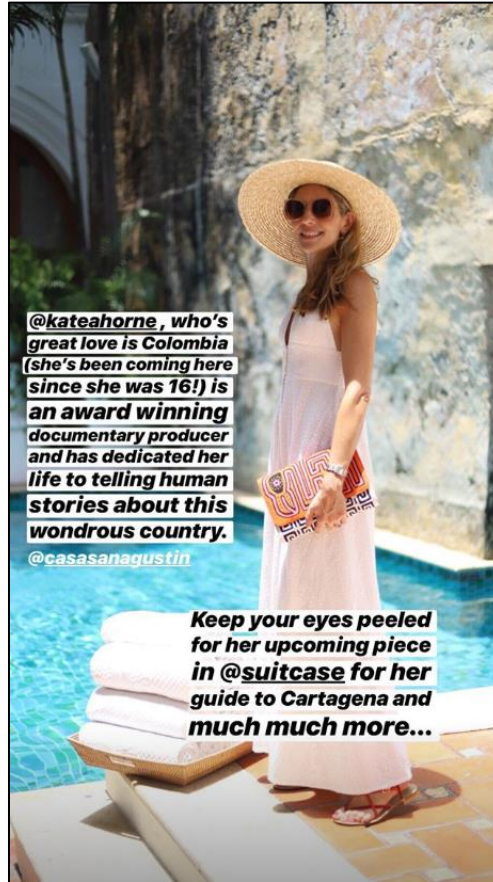 @kateahorne, who's
great love is Colombia
(she's been coming here
since she was 16!) is
an award winning
documentary producer
and has dedicated her
life to telling human
stories about this
wondrous country.
@casasanagustin
Keep your eyes peeled
for her upcoming piece
in @suitcase for her
guide to Cartagena and
much much more...